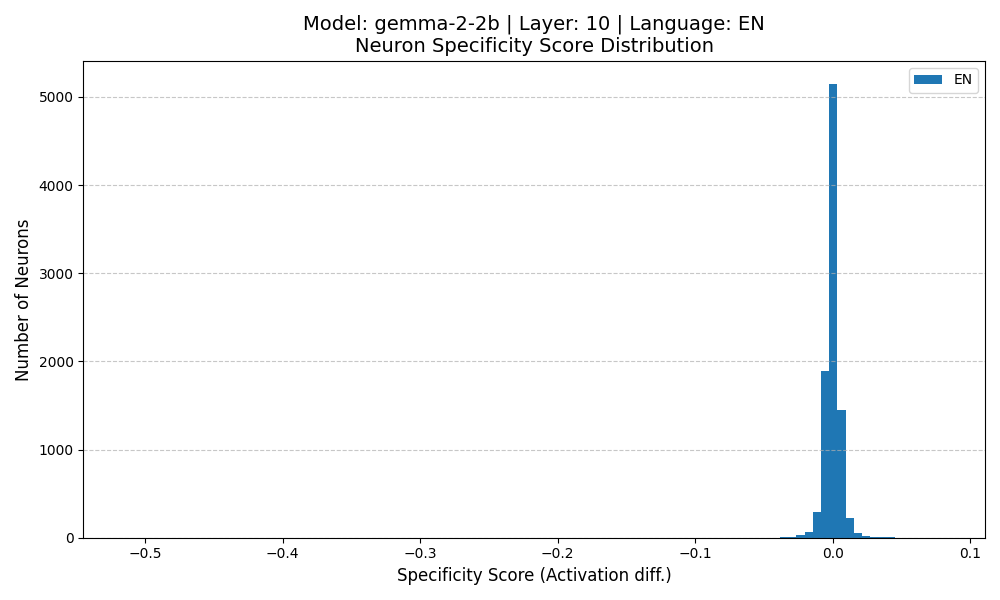 Model: gemma-2-2b | Layer: 10 | Language: EN
Neuron Specificity Score Distribution
EN
5000
4000
3000
2000
1000
0
Number of Neurons
−0.5 −0.4 −0.3 −0.2 −0.1 0.0 0.1
Specificity Score (Activation diff.)